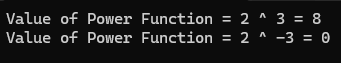 Value of Power Function = 2 ^ 3 = 8
Value of Power Function = 2 ^ -3 = 0